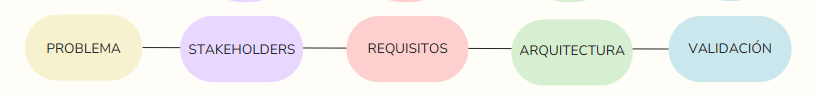 PROBLEMA
STAKEHOLDERS
REQUISITOS
ARQUITECTURA
VALIDACIÓN